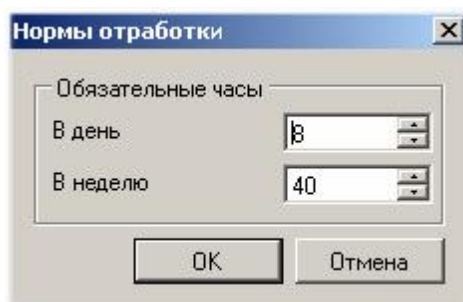 Нормы отработки
Обязательные часы
В день 8
В неделю 40
OK Отмена